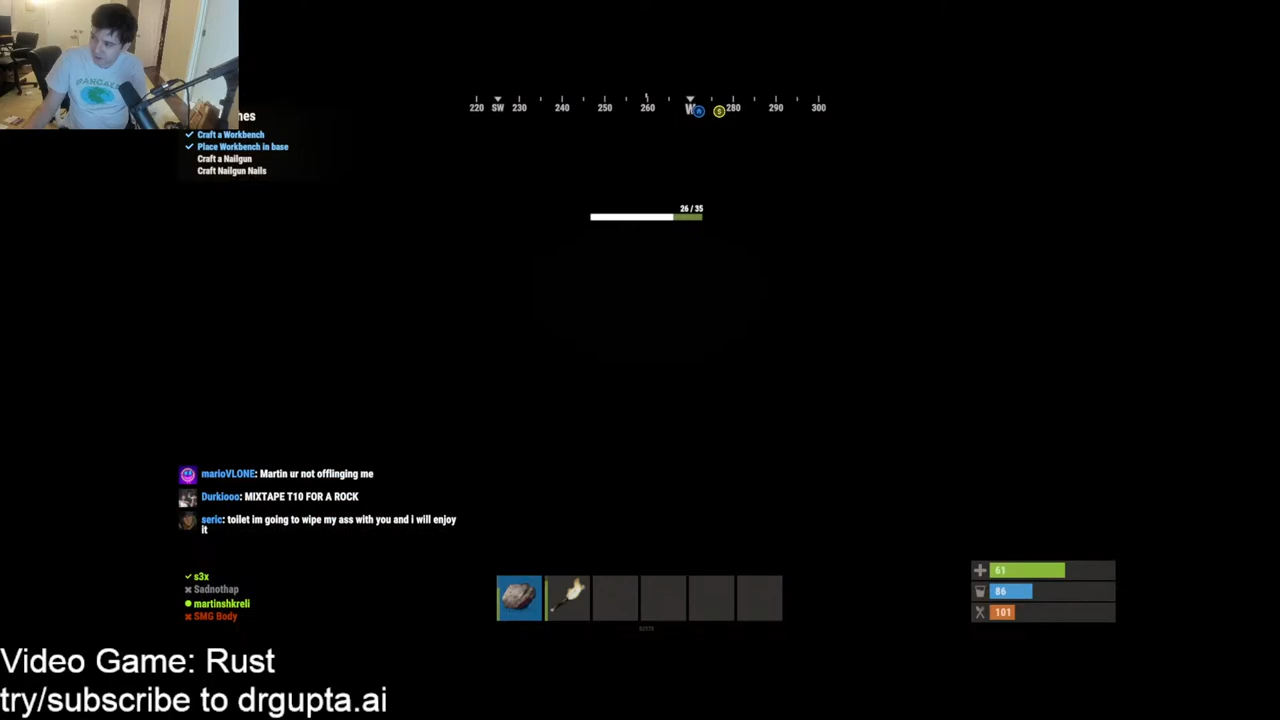 220 SW 230 240 250 260 W 280 290 300
nes
Craft a Workbench
Place Workbench in base
Craft a Nailgun
Craft Nailgun Nails
26 / 35
marioVLONE: Martin ur not offlinging me
Durkiooo: MIXTAPE T10 FOR A ROCK
seric: toilet im going to wipe my ass with you and i will enjoy
it
s3x
Sadnothap
martinshkreli
SMG Body
61
86
101
Video Game: Rust
try/subscribe to drgupta.ai